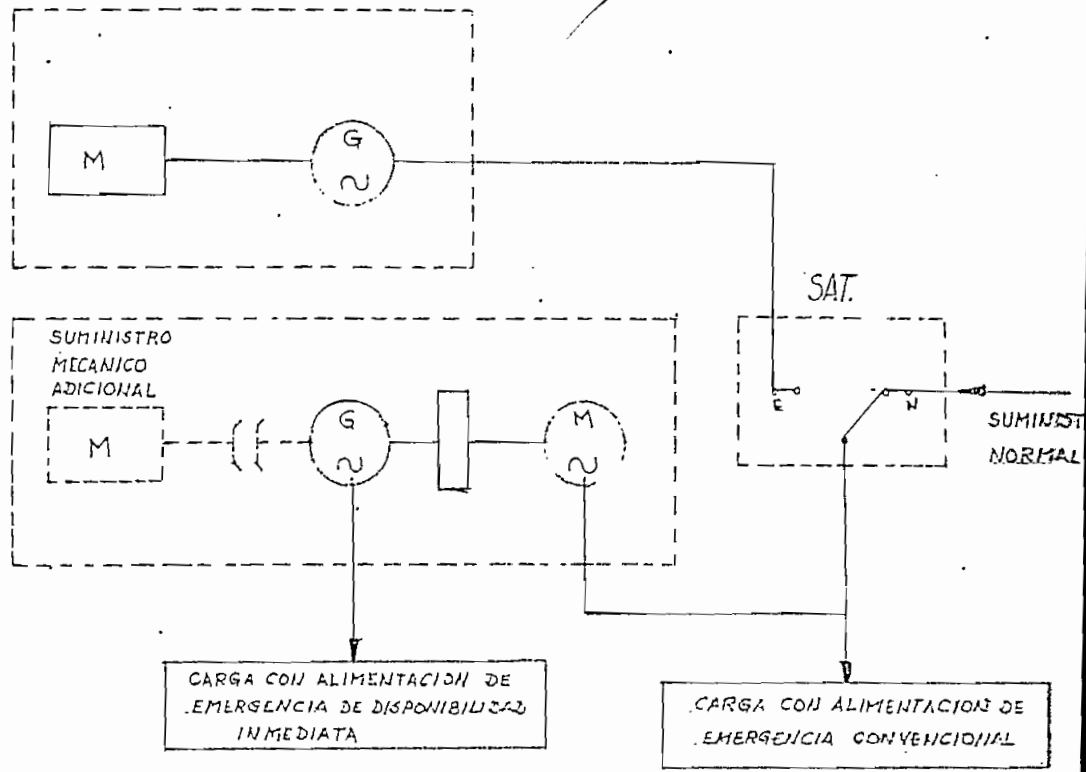 M
G
SAT.
E
N
SUMINIST
NORMAL
SUMINISTRO
MECANICO
ADICIONAL
M
G
M
CARGA CON ALIMENTACION DE
EMERGENCIA DE DISPONIBILIDAD
INMEDIATA
CARGA CON ALIMENTACION DE
EMERGENCIA CONVENCIONAL